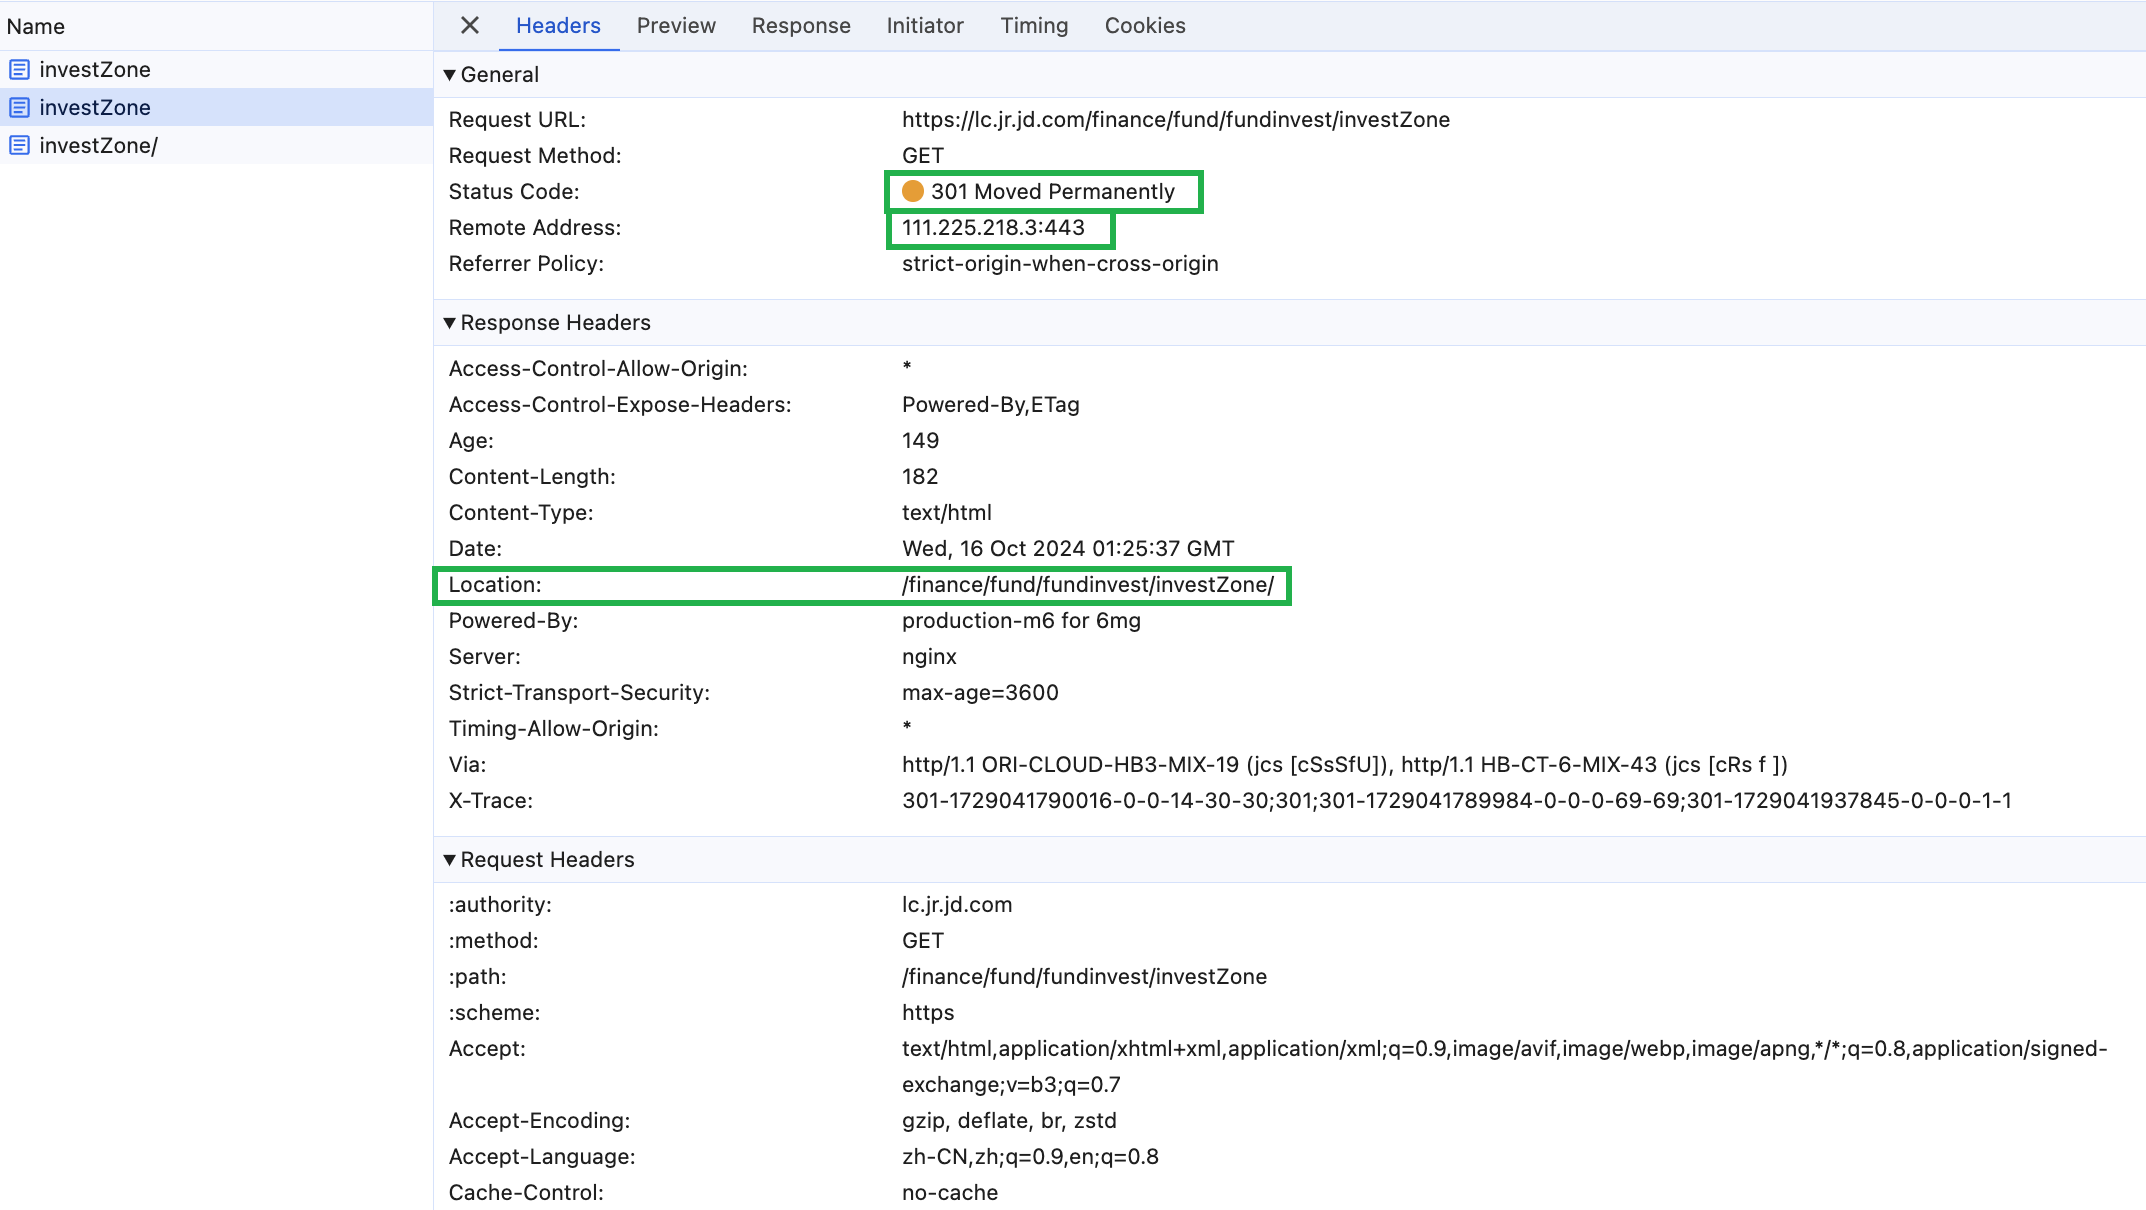 Name
investZone
investZone
investZone/
Headers Preview Response Initiator Timing Cookies
General
Request URL: https://lc.jr.jd.com/finance/fund/fundinvest/investZone
Request Method: GET
Status Code: 301 Moved Permanently
Remote Address: 111.225.218.3:443
Referrer Policy: strict-origin-when-cross-origin
Response Headers
Access-Control-Allow-Origin: *
Access-Control-Expose-Headers: Powered-By,ETag
Age: 149
Content-Length: 182
Content-Type: text/html
Date: Wed, 16 Oct 2024 01:25:37 GMT
Location: /finance/fund/fundinvest/investZone/
Powered-By: production-m6 for 6mg
Server: nginx
Strict-Transport-Security: max-age=3600
Timing-Allow-Origin: *
Via: http/1.1 ORI-CLOUD-HB3-MIX-19 (jcs [cSsSfU]), http/1.1 HB-CT-6-MIX-43 (jcs [cRs f ])
X-Trace: 301-1729041790016-0-0-14-30-30;301;301-1729041789984-0-0-0-69-69;301-1729041937845-0-0-0-1-1
Request Headers
:authority: lc.jr.jd.com
:method: GET
:path: /finance/fund/fundinvest/investZone
:scheme: https
Accept: text/html,application/xhtml+xml,application/xml;q=0.9,image/avif,image/webp,image/apng,*/*;q=0.8,application/signed-
exchange;v=b3;q=0.7
Accept-Encoding: gzip, deflate, br, zstd
Accept-Language: zh-CN,zh;q=0.9,en;q=0.8
Cache-Control: no-cache